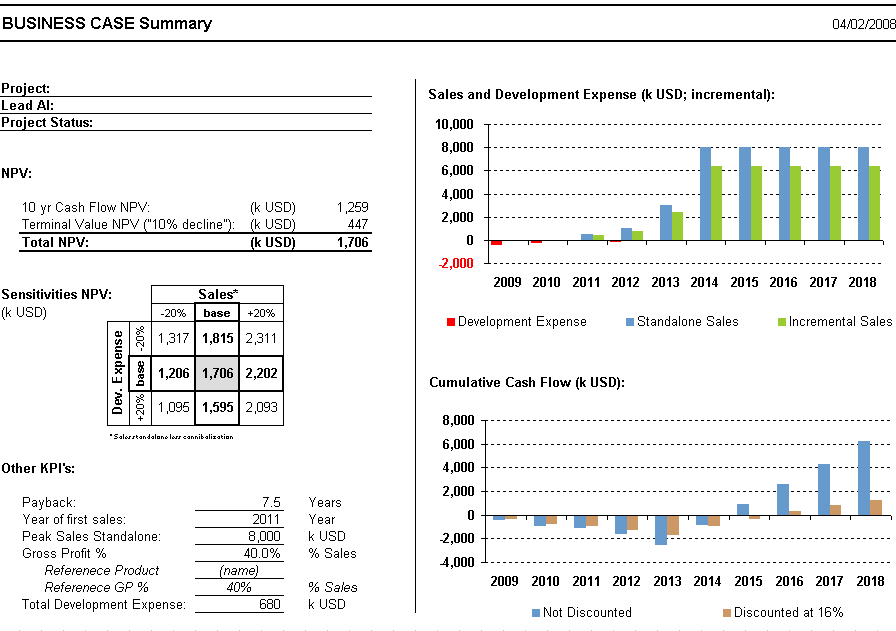 BUSINESS CASE Summary 04/02/2008
Project:
Lead AI:
Project Status:
NPV:
10 yr Cash Flow NPV: (k USD) 1,259
Terminal Value NPV ("10% decline"): (k USD) 447
Total NPV: (k USD) 1,706
Sensitivities NPV:
(k USD)
Sales*
-20% base +20%
Dev. Expense
-20% 1,317 1,815 2,311
base 1,206 1,706 2,202
+20% 1,095 1,595 2,093
* Sales standalone less cannibalization
Other KPI's:
Payback: 7.5 Years
Year of first sales: 2011 Year
Peak Sales Standalone: 8,000 k USD
Gross Profit % 40.0% % Sales
Referenece Product (name)
Referenece GP % 40% % Sales
Total Development Expense: 680 k USD
Sales and Development Expense (k USD; incremental):
10,000
8,000
6,000
4,000
2,000
0
-2,000
2009 2010 2011 2012 2013 2014 2015 2016 2017 2018
Development Expense Standalone Sales Incremental Sales
Cumulative Cash Flow (k USD):
8,000
6,000
4,000
2,000
0
-2,000
-4,000
2009 2010 2011 2012 2013 2014 2015 2016 2017 2018
Not Discounted Discounted at 16%